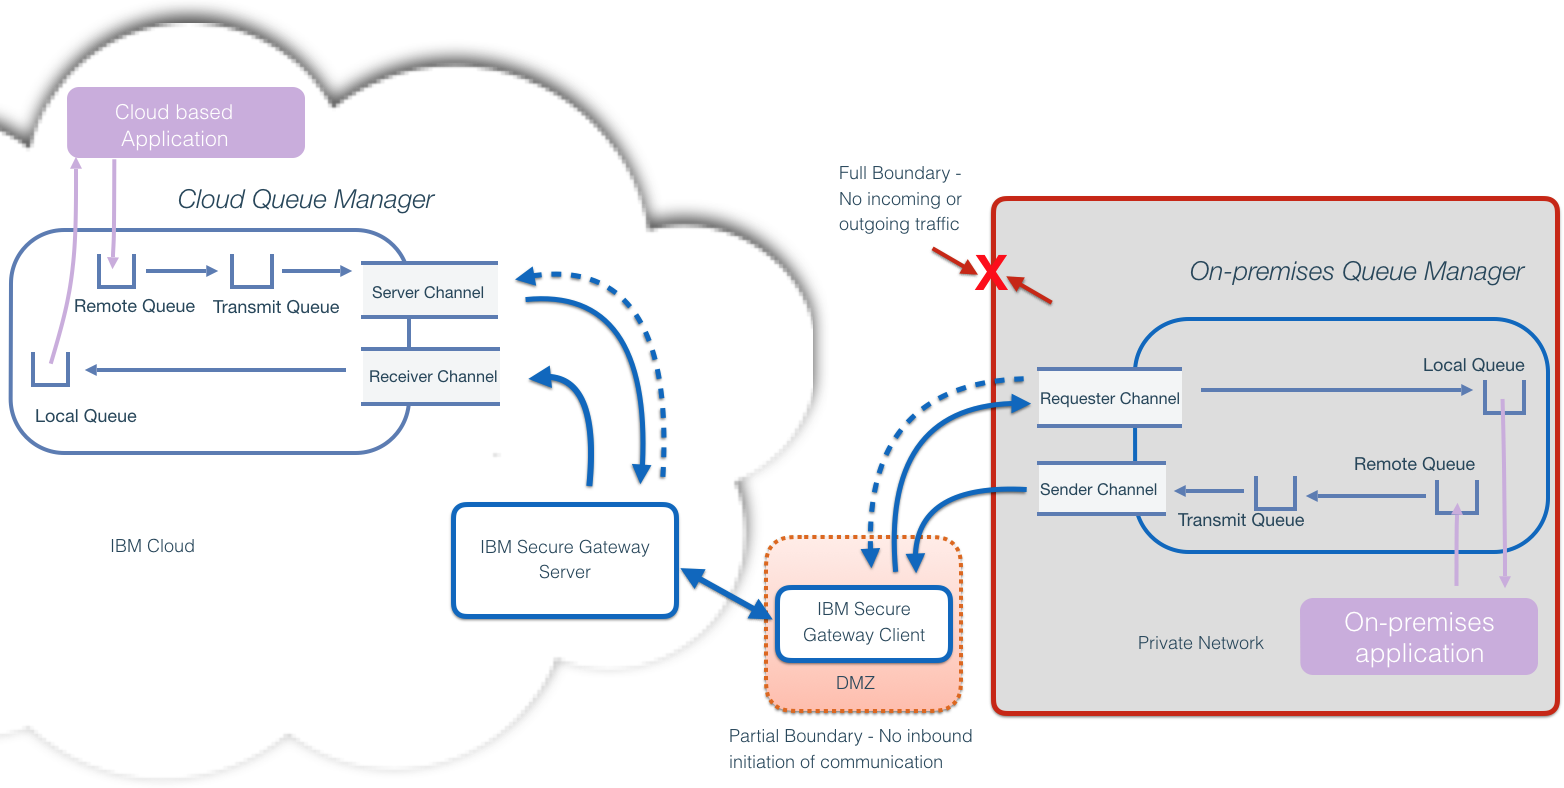 Cloud based
Application
Cloud Queue Manager
Remote Queue
Transmit Queue
Server Channel
Receiver Channel
Local Queue
IBM Cloud
IBM Secure Gateway
Server
Full Boundary -
No incoming or
outgoing traffic
X
On-premises Queue Manager
Local Queue
Requester Channel
Remote Queue
Sender Channel
Transmit Queue
IBM Secure
Gateway Client
DMZ
Private Network
On-premises
application
Partial Boundary - No inbound
initiation of communication